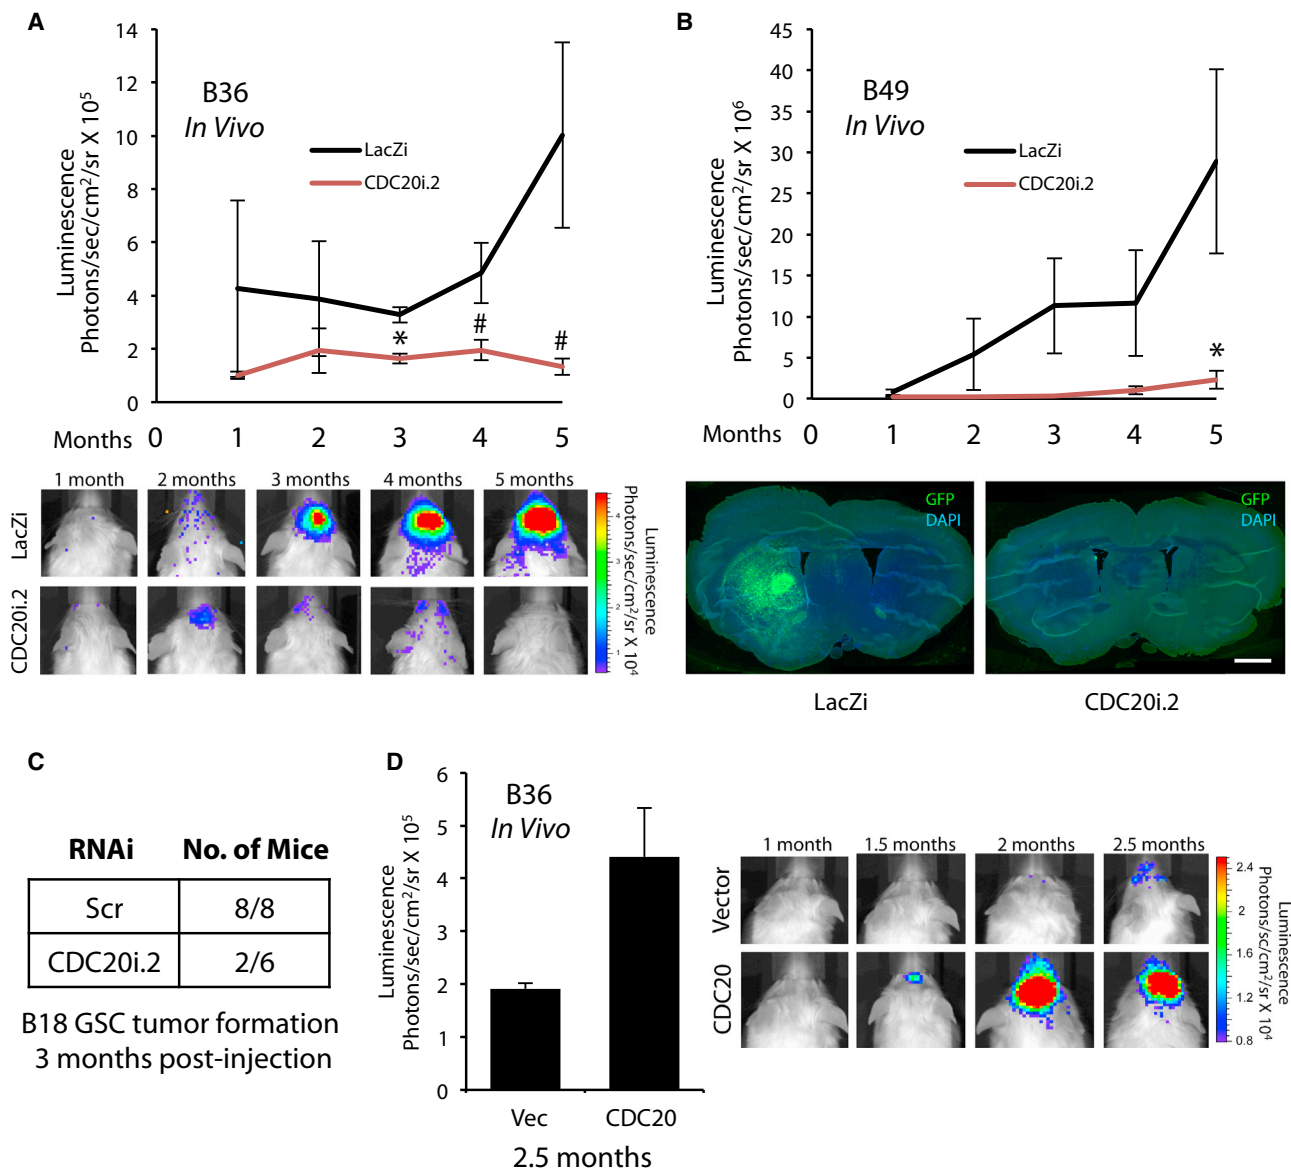 A
14
12
10
8
6
4
2
0
Luminescence
Photons/sec/cm²/sr X 10⁵
B36
In Vivo
LacZi
CDC20i.2
*
#
#
Months 0 1 2 3 4 5
1 month 2 months 3 months 4 months 5 months
LacZi
CDC20i.2
4
3
2
1
Luminescence
Photons/sec/cm²/sr X 10⁴
B
45
40
35
30
25
20
15
10
5
0
Luminescence
Photons/sec/cm²/sr X 10⁶
B49
In Vivo
LacZi
CDC20i.2
*
Months 0 1 2 3 4 5
GFP
DAPI
GFP
DAPI
LacZi
CDC20i.2
C
RNAi No. of Mice
Scr 8/8
CDC20i.2 2/6
B18 GSC tumor formation
3 months post-injection
D
6
5
4
3
2
1
0
Luminescence
Photons/sec/cm²/sr X 10⁵
B36
In Vivo
Vec CDC20
2.5 months
1 month 1.5 months 2 months 2.5 months
Vector
CDC20
2.4
2
1.6
1.2
0.8
Luminescence
Photons/sc/cm²/sr X 10⁴